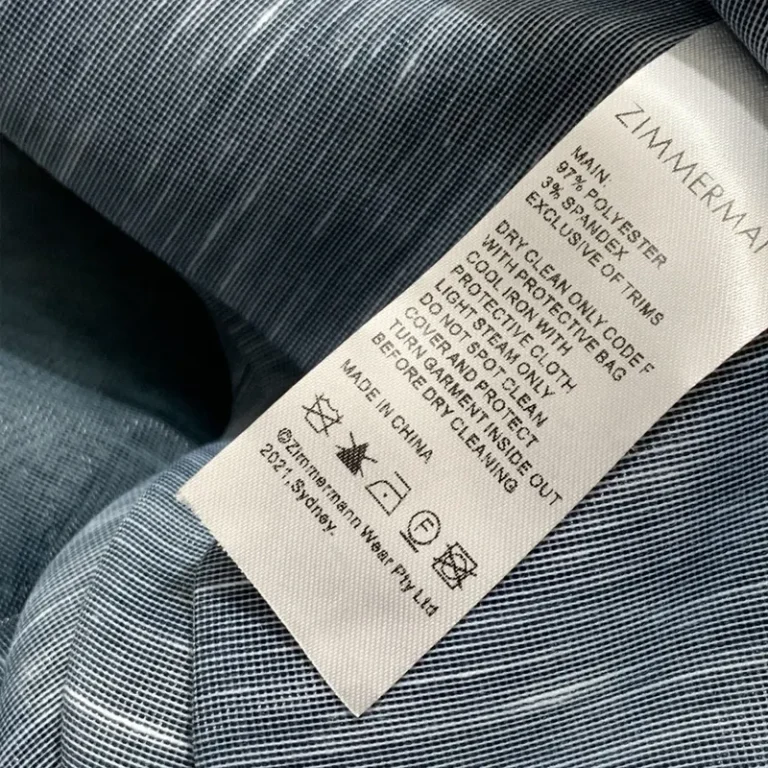 ZIMMERMA
MAIN:
97% POLYESTER
3% SPANDEX
EXCLUSIVE OF TRIMS
DRY CLEAN ONLY CODE F
WITH PROTECTIVE BAG
COOL IRON WITH
PROTECTIVE CLOTH
LIGHT STEAM ONLY
DO NOT SPOT CLEAN
COVER AND PROTECT
TURN GARMENT INSIDE OUT
BEFORE DRY CLEANING
MADE IN CHINA
F
©Zimmermann Wear Pty Ltd
2021, Sydney.